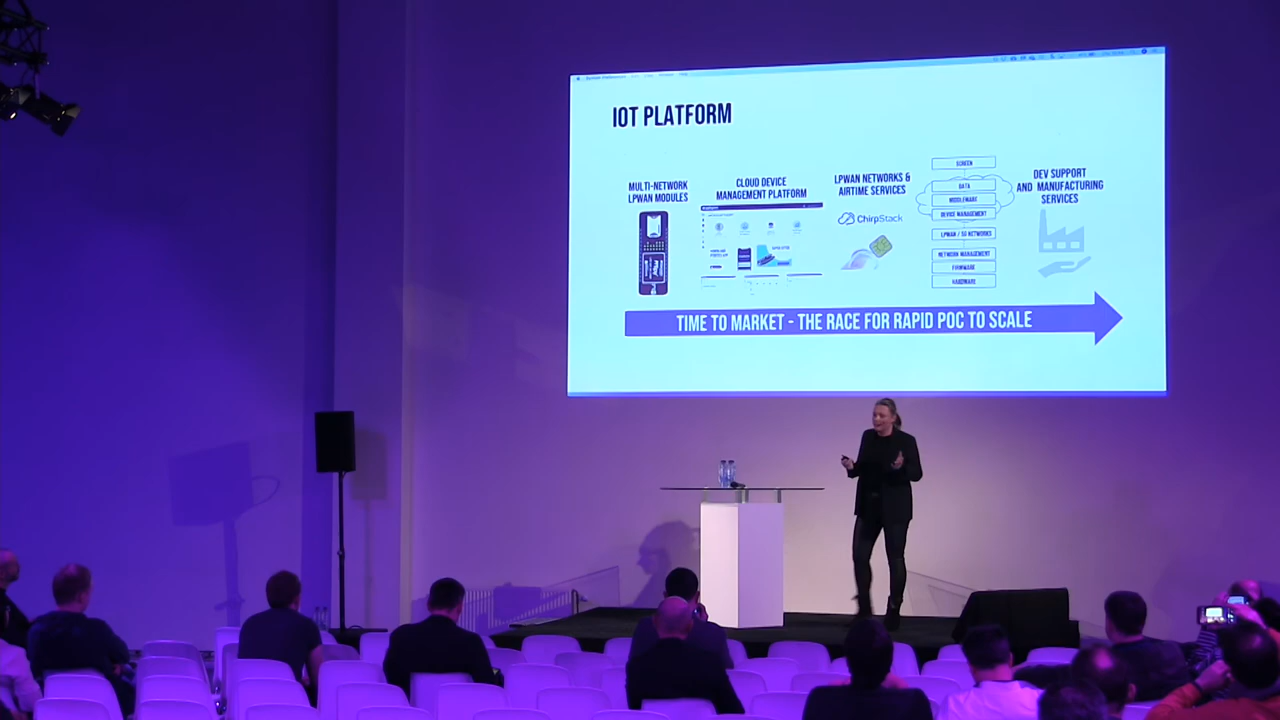 IOT PLATFORM
MULTI-NETWORK
LPWAN MODULES
CLOUD DEVICE
MANAGEMENT PLATFORM
LPWAN NETWORKS &
AIRTIME SERVICES
ChirpStack
SCREEN
DATA
MIDDLEWARE
DEVICE MANAGEMENT
LPWAN / 5G NETWORKS
NETWORK MANAGEMENT
FIRMWARE
HARDWARE
DEV SUPPORT
AND MANUFACTURING
SERVICES
TIME TO MARKET - THE RACE FOR RAPID POC TO SCALE